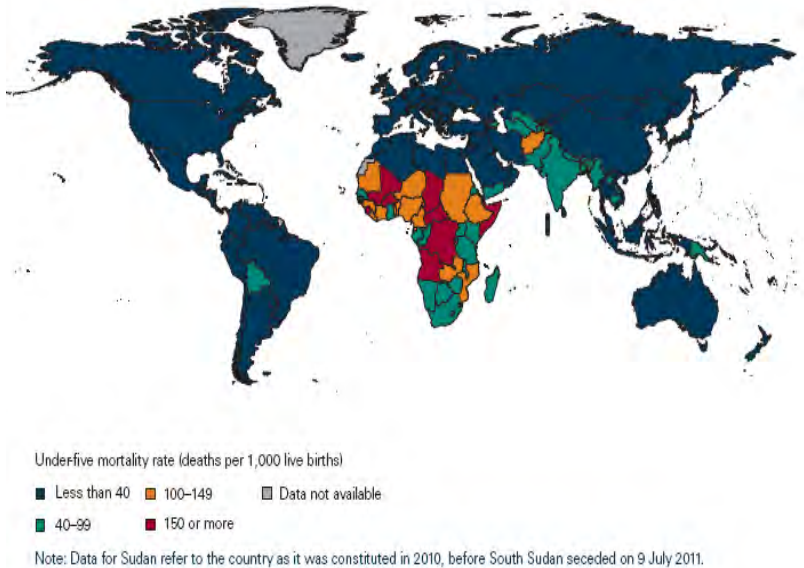 Under-five mortality rate (deaths per 1,000 live births)
Less than 40 100–149 Data not available
40–99 150 or more
Note: Data for Sudan refer to the country as it was constituted in 2010, before South Sudan seceded on 9 July 2011.